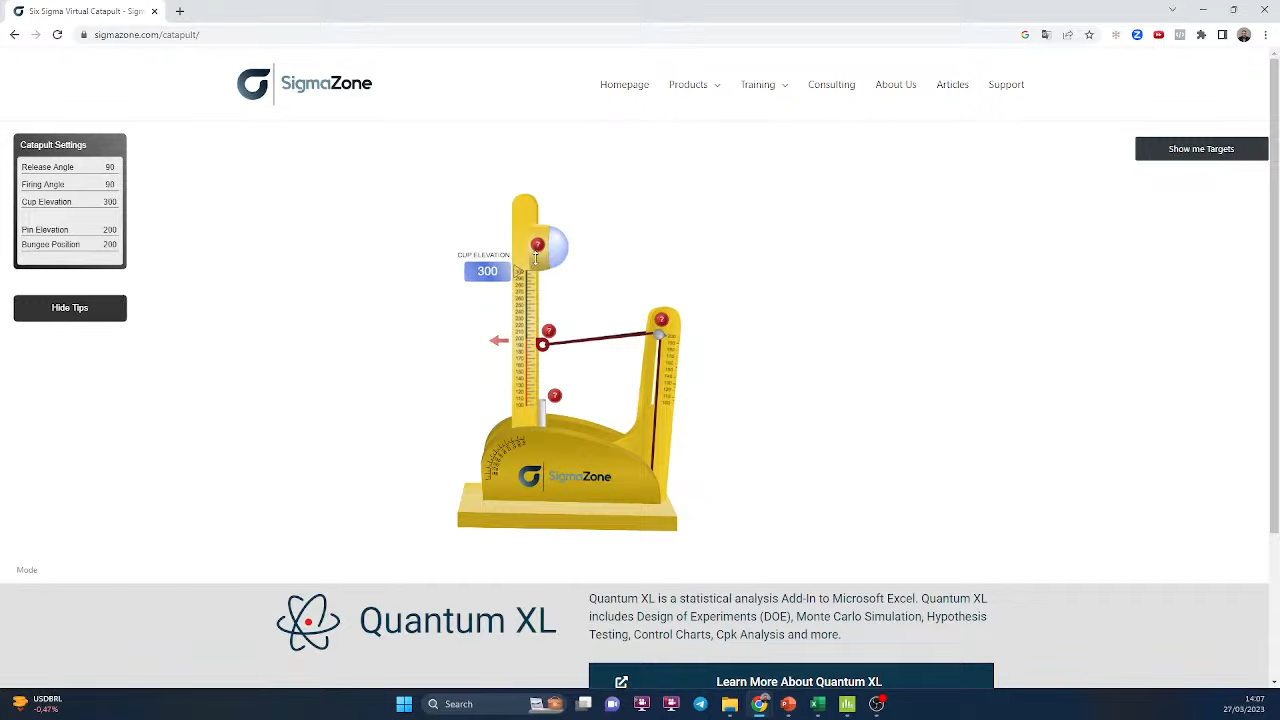 Six Sigma Virtual Catapult - Sigm
sigmazone.com/catapult/
SigmaZone
Homepage
Products
Training
Consulting
About Us
Articles
Support
Catapult Settings
Release Angle 90
Firing Angle 90
Cup Elevation 300
Pin Elevation 200
Bungee Position 200
Show me Targets
Hide Tips
CUP ELEVATION
300
?
?
?
?
SigmaZone
Mode
Quantum XL
Quantum XL is a statistical analysis Add-In to Microsoft Excel. Quantum XL
includes Design of Experiments (DOE), Monte Carlo Simulation, Hypothesis
Testing, Control Charts, Cpk Analysis and more.
Learn More About Quantum XL
USDBRL
-0,47%
Search
14:07
27/03/2023